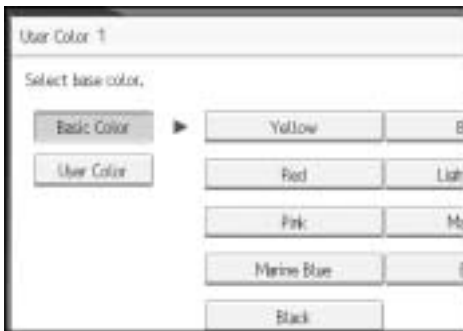 User Color 1
Select base color.
Basic Color ► Yellow
User Color Red
Pink
Marine Blue
Black